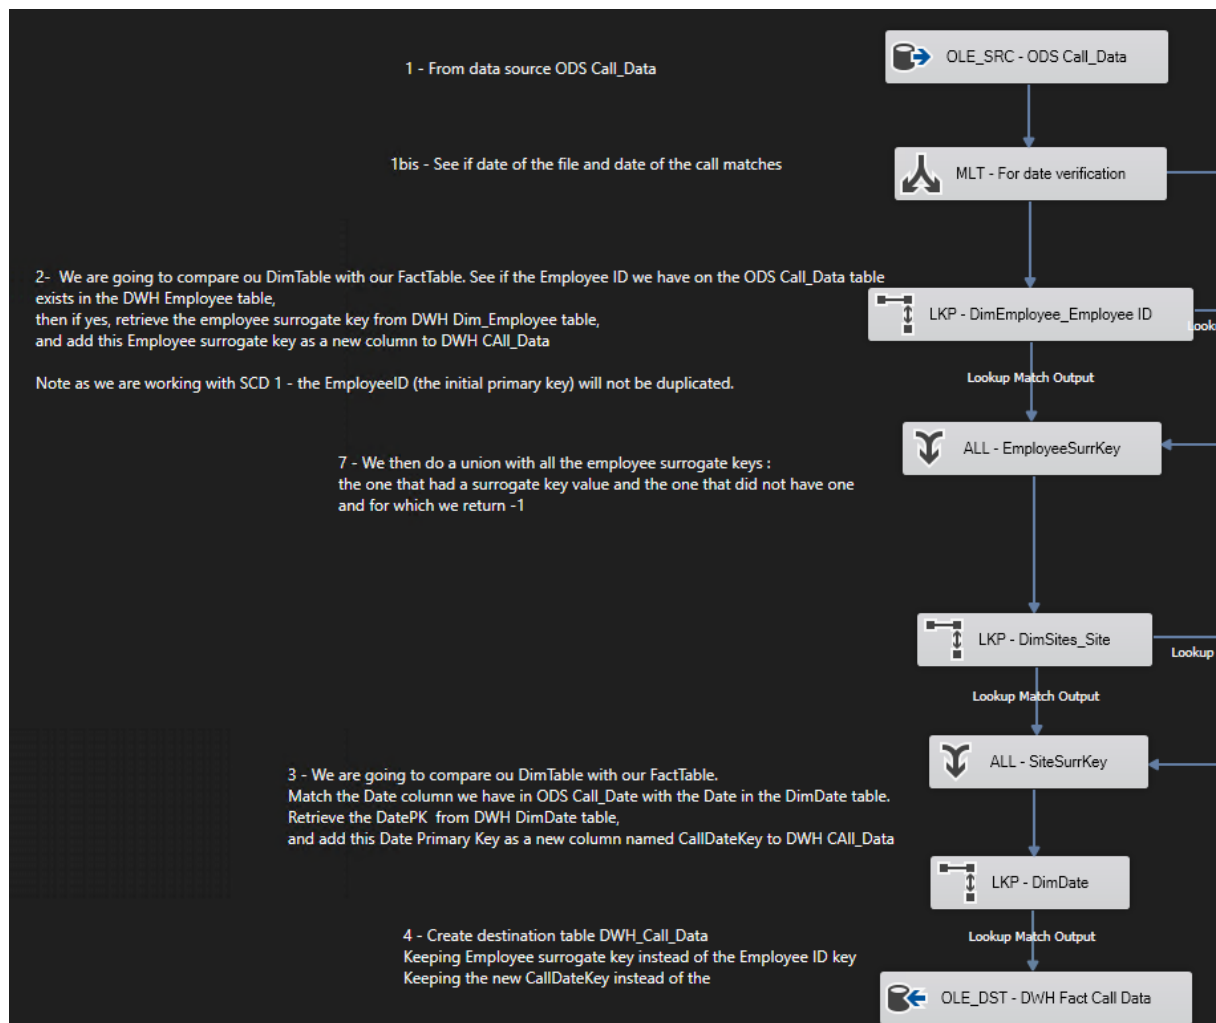 OLE_SRC - ODS Call_Data
1 - From data source ODS Call_Data
1bis - See if date of the file and date of the call matches
MLT - For date verification
2-  We are going to compare ou DimTable with our FactTable. See if the Employee ID we have on the ODS Call_Data table
exists in the DWH Employee table,
then if yes, retrieve the employee surrogate key from DWH Dim_Employee table,
and add this Employee surrogate key as a new column to DWH CAll_Data
LKP - DimEmployee_Employee ID
Look
Note as we are working with SCD 1 - the EmployeeID (the initial primary key) will not be duplicated.
Lookup Match Output
ALL - EmployeeSurrKey
7 - We then do a union with all the employee surrogate keys :
the one that had a surrogate key value and the one that did not have one
and for which we return -1
LKP - DimSites_Site
Lookup
Lookup Match Output
ALL - SiteSurrKey
3 - We are going to compare ou DimTable with our FactTable.
Match the Date column we have in ODS Call_Date with the Date in the DimDate table.
Retrieve the DatePK  from DWH DimDate table,
and add this Date Primary Key as a new column named CallDateKey to DWH CAll_Data
LKP - DimDate
Lookup Match Output
4 - Create destination table DWH_Call_Data
Keeping Employee surrogate key instead of the Employee ID key
Keeping the new CallDateKey instead of the
OLE_DST - DWH Fact Call Data